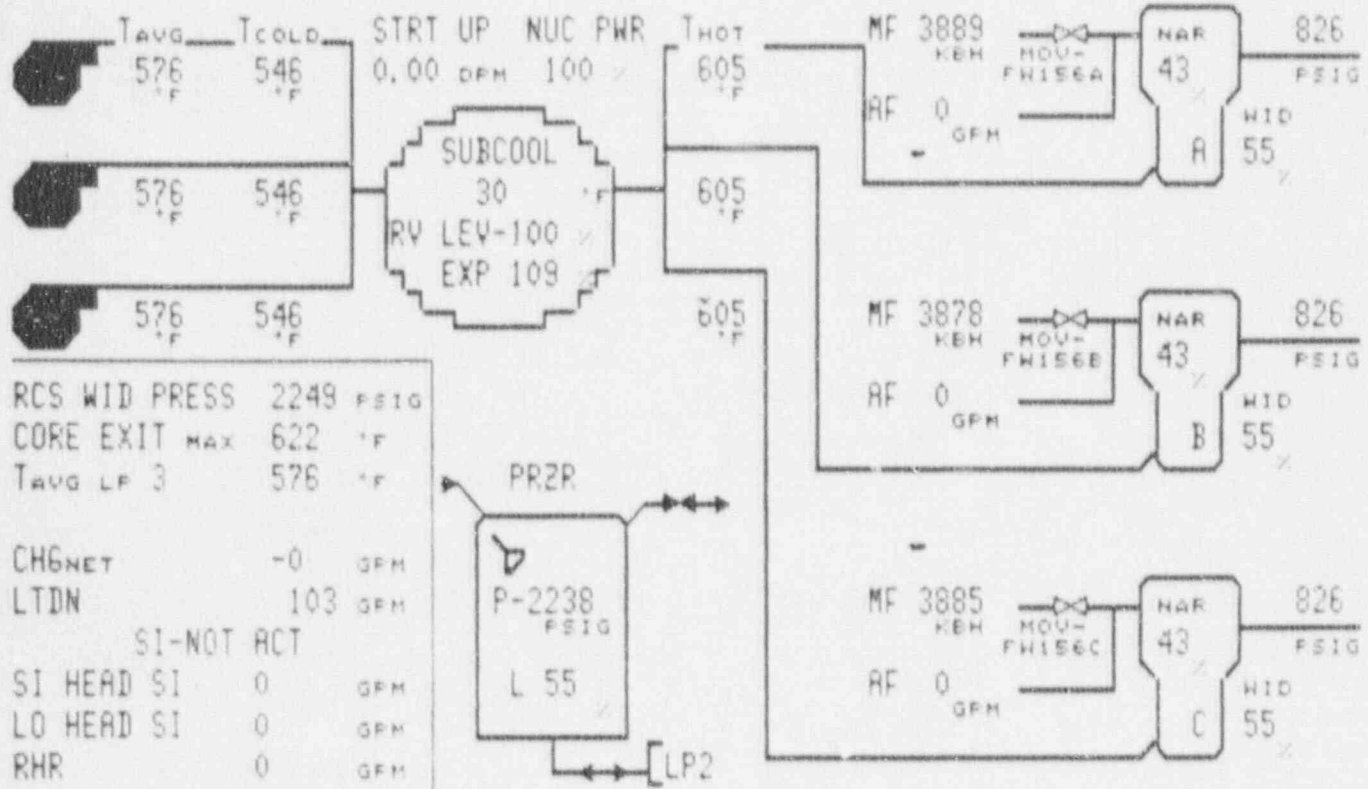 TAVG TCOLD STRT UP NUC PWR THOT
576 °F 546 °F 0.00 DPM 100 % 605 °F
MF 3889 KBH MOV-FW156A NAR 43 % 826 PSIG
AF 0 GPM A WID 55 %
SUBCOOL
30 °F
RV LEV-100 %
EXP 109 %
576 °F 546 °F 605 °F
576 °F 546 °F 605 °F
MF 3878 KBH MOV-FW156B NAR 43 % 826 PSIG
AF 0 GPM B WID 55 %
RCS WID PRESS 2249 PSIG
CORE EXIT MAX 622 °F
TAVG LP 3 576 °F
CHGNET -0 GPM
LTDN 103 GPM
SI-NOT ACT
SI HEAD SI 0 GPM
LO HEAD SI 0 GPM
RHR 0 GPM
PRZR
P-2238 PSIG
L 55 %
LP2
MF 3885 KBH MOV-FW156C NAR 43 % 826 PSIG
AF 0 GPM C WID 55 %